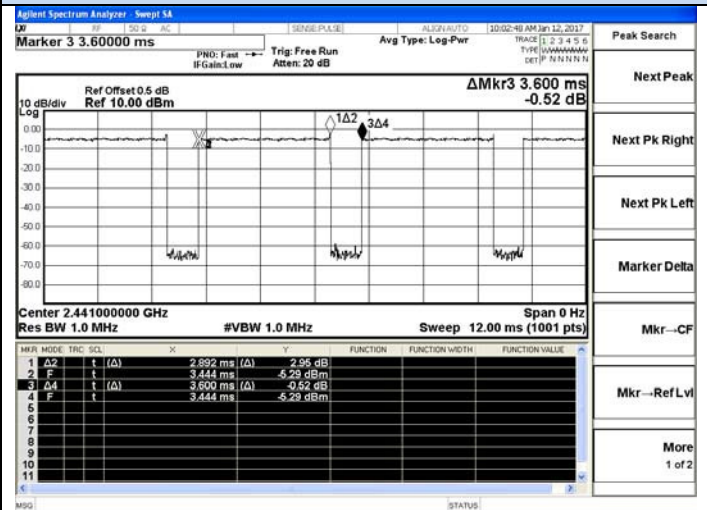 Agilent Spectrum Analyzer - Swept SA
LXI RF 50 Ω AC SENSE:PULSE ALIGN AUTO 10:02:48 AM Jan 12, 2017
Marker 3 3.60000 ms Avg Type: Log-Pwr TRACE 1 2 3 4 5 6
PNO: Fast Trig: Free Run TYPE WWWWWW
IFGain:Low Atten: 20 dB DET P N N N N N
Ref Offset 0.5 dB ΔMkr3 3.600 ms
10 dB/div Ref 10.00 dBm -0.52 dB
Log
1Δ2
3Δ4
0.00
-10.0
-20.0
-30.0
-40.0
-50.0
-60.0
-70.0
-80.0
Center 2.441000000 GHz Span 0 Hz
Res BW 1.0 MHz #VBW 1.0 MHz Sweep 12.00 ms (1001 pts)
MKR MODE TRC SCL X Y FUNCTION FUNCTION WIDTH FUNCTION VALUE
1 Δ2 t (Δ) 2.892 ms (Δ) 2.95 dB
2 F t 3.444 ms -5.29 dBm
3 Δ4 t (Δ) 3.600 ms (Δ) -0.52 dB
4 F t 3.444 ms -5.29 dBm
5
6
7
8
9
10
11
MSG STATUS
Peak Search
Next Peak
Next Pk Right
Next Pk Left
Marker Delta
Mkr→CF
Mkr→Ref Lvl
More
1 of 2